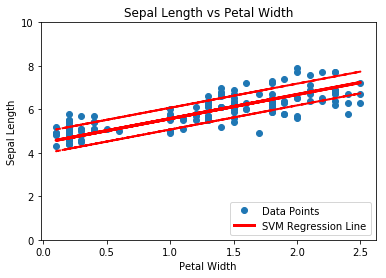 Sepal Length vs Petal Width
10
8
6
4
2
0
Sepal Length
0.0
0.5
1.0
1.5
2.0
2.5
Petal Width
Data Points
SVM Regression Line